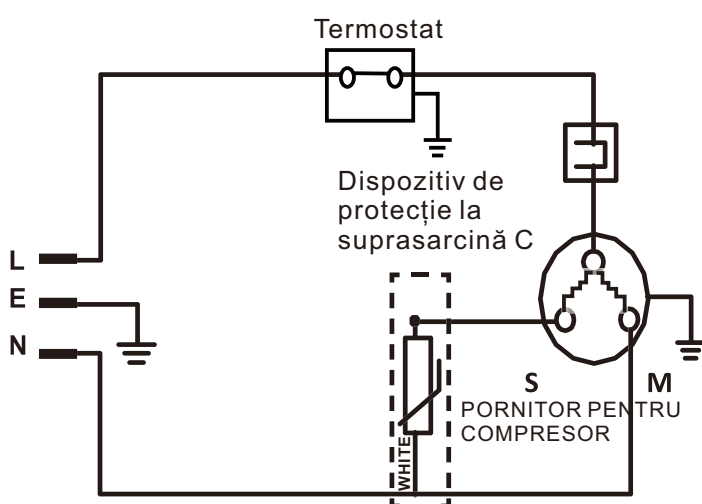 Termostat
Dispozitiv de
protecție la
suprasarcină C
L
E
N
S
M
PORNITOR PENTRU
COMPRESOR
WHITE